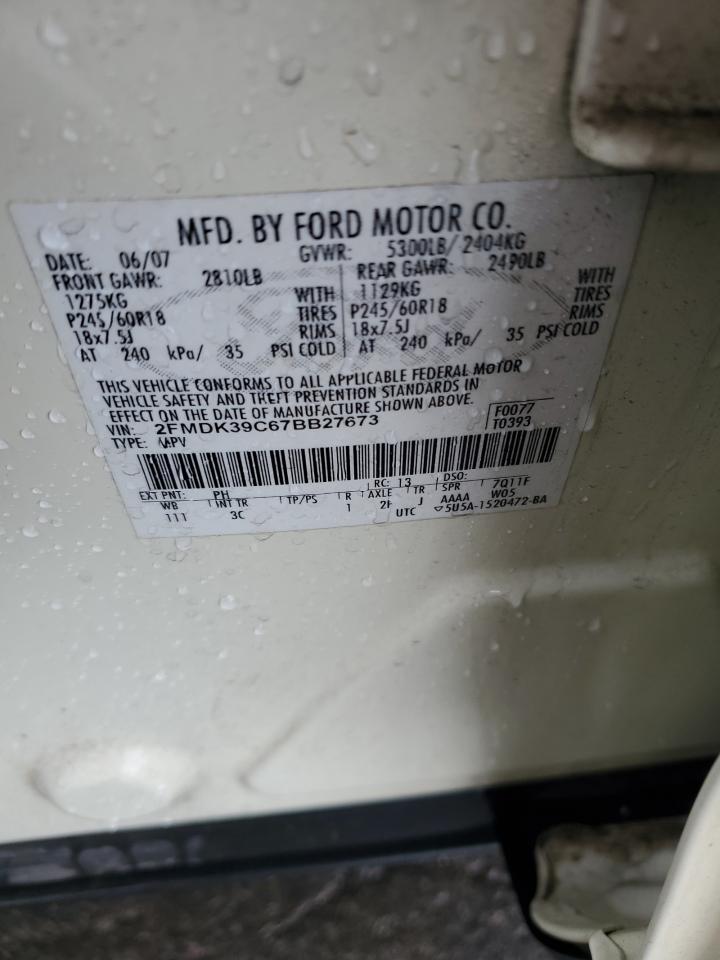 MFD. BY FORD MOTOR CO.
DATE: 06/07 GVWR: 5300LB/ 2404KG
FRONT GAWR: 2810LB REAR GAWR: 2490LB
1275KG WITH 1129KG WITH
P245/60R18 TIRES P245/60R18 TIRES
18x7.5J RIMS 18x7.5J RIMS
AT 240 kPa/ 35 PSI COLD AT 240 kPa/ 35 PSI COLD
THIS VEHICLE CONFORMS TO ALL APPLICABLE FEDERAL MOTOR
VEHICLE SAFETY AND THEFT PREVENTION STANDARDS IN
EFFECT ON THE DATE OF MANUFACTURE SHOWN ABOVE.
VIN: 2FMDK39C67BB27673 F0077
TYPE: MPV T0393
EXT PNT: PH RC: 13 DSO: 7Q11F
WB INT TR TP/PS R AXLE TR SPR W05
111 3C 1 2I J AAAA
UTC ▽5U5A-1520472-BA